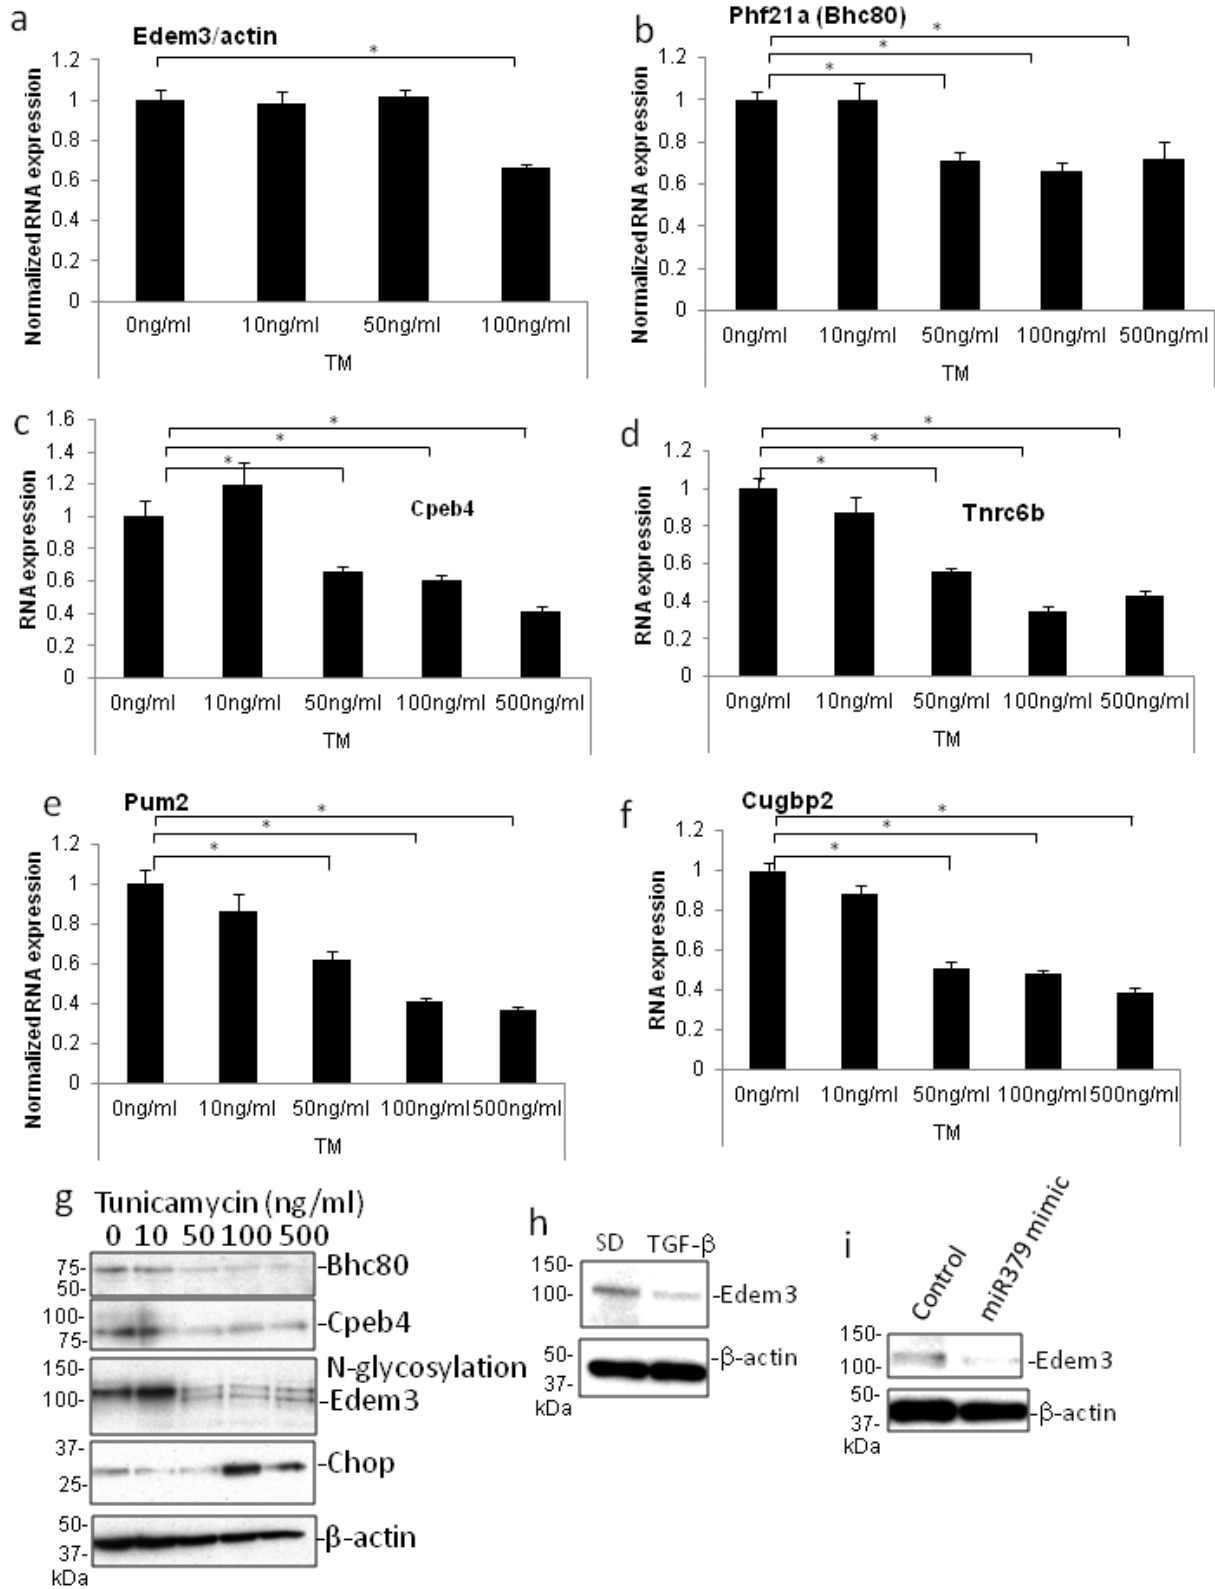 a
Edem3/actin
*
Normalized RNA expression
1.2
1
0.8
0.6
0.4
0.2
0
0ng/ml 10ng/ml 50ng/ml 100ng/ml
TM
b
Phf21a (Bhc80)
*
*
*
Normalized RNA expression
1.2
1
0.8
0.6
0.4
0.2
0
0ng/ml 10ng/ml 50ng/ml 100ng/ml 500ng/ml
TM
c
*
*
*
Cpeb4
RNA expression
1.6
1.4
1.2
1
0.8
0.6
0.4
0.2
0
0ng/ml 10ng/ml 50ng/ml 100ng/ml 500ng/ml
TM
d
*
*
*
Tnrc6b
RNA expression
1.2
1
0.8
0.6
0.4
0.2
0
0ng/ml 10ng/ml 50ng/ml 100ng/ml 500ng/ml
TM
e
Pum2
*
*
*
Normalized RNA expression
1.2
1
0.8
0.6
0.4
0.2
0
0ng/ml 10ng/ml 50ng/ml 100ng/ml 500ng/ml
TM
f
Cugbp2
*
*
*
RNA expression
1.2
1
0.8
0.6
0.4
0.2
0
0ng/ml 10ng/ml 50ng/ml 100ng/ml 500ng/ml
TM
g
Tunicamycin (ng/ml)
0 10 50 100 500
75-
50-
-Bhc80
100-
75-
-Cpeb4
150-
100-
N-glycosylation
-Edem3
37-
25-
-Chop
50-
37-
-β-actin
kDa
h
SD TGF-β
150-
100-
-Edem3
50-
37-
-β-actin
kDa
i
Control
miR379 mimic
150-
100-
-Edem3
50-
37-
-β-actin
kDa